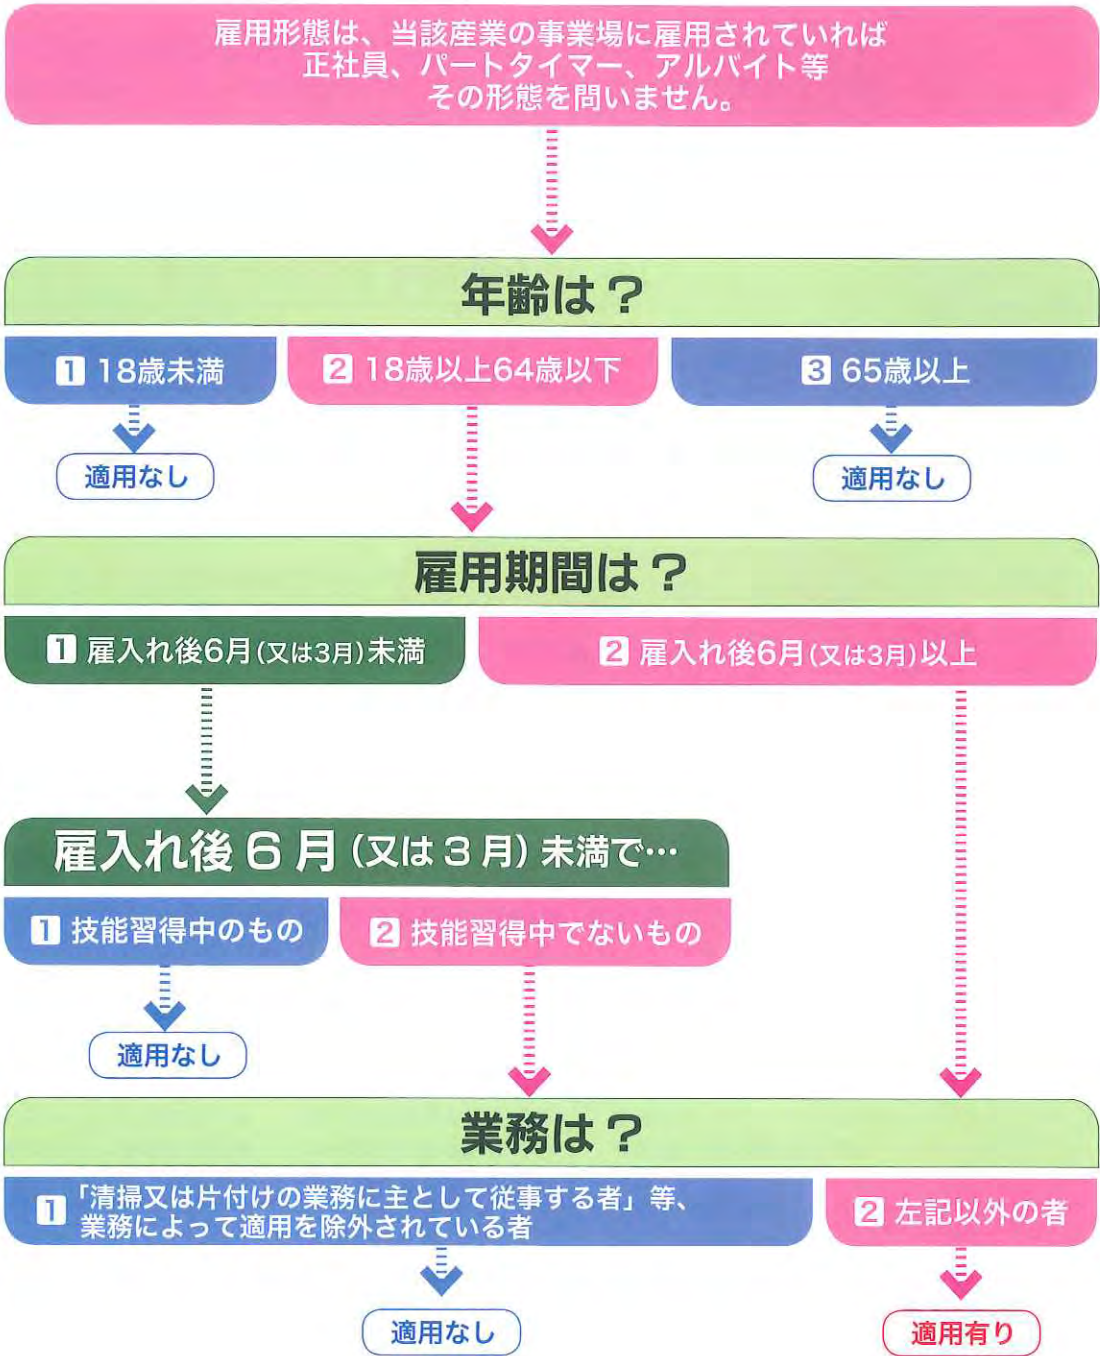 雇用形態は、当該産業の事業場に雇用されていれば
正社員、パートタイマー、アルバイト等
その形態を問いません。
年齢は？
1 18歳未満
2 18歳以上64歳以下
3 65歳以上
適用なし
適用なし
雇用期間は？
1 雇入れ後6月(又は3月)未満
2 雇入れ後6月(又は3月)以上
雇入れ後6月(又は3月)未満で…
1 技能習得中のもの
2 技能習得中でないもの
適用なし
業務は？
1 「清掃又は片付けの業務に主として従事する者」等、
業務によって適用を除外されている者
2 左記以外の者
適用なし
適用有り